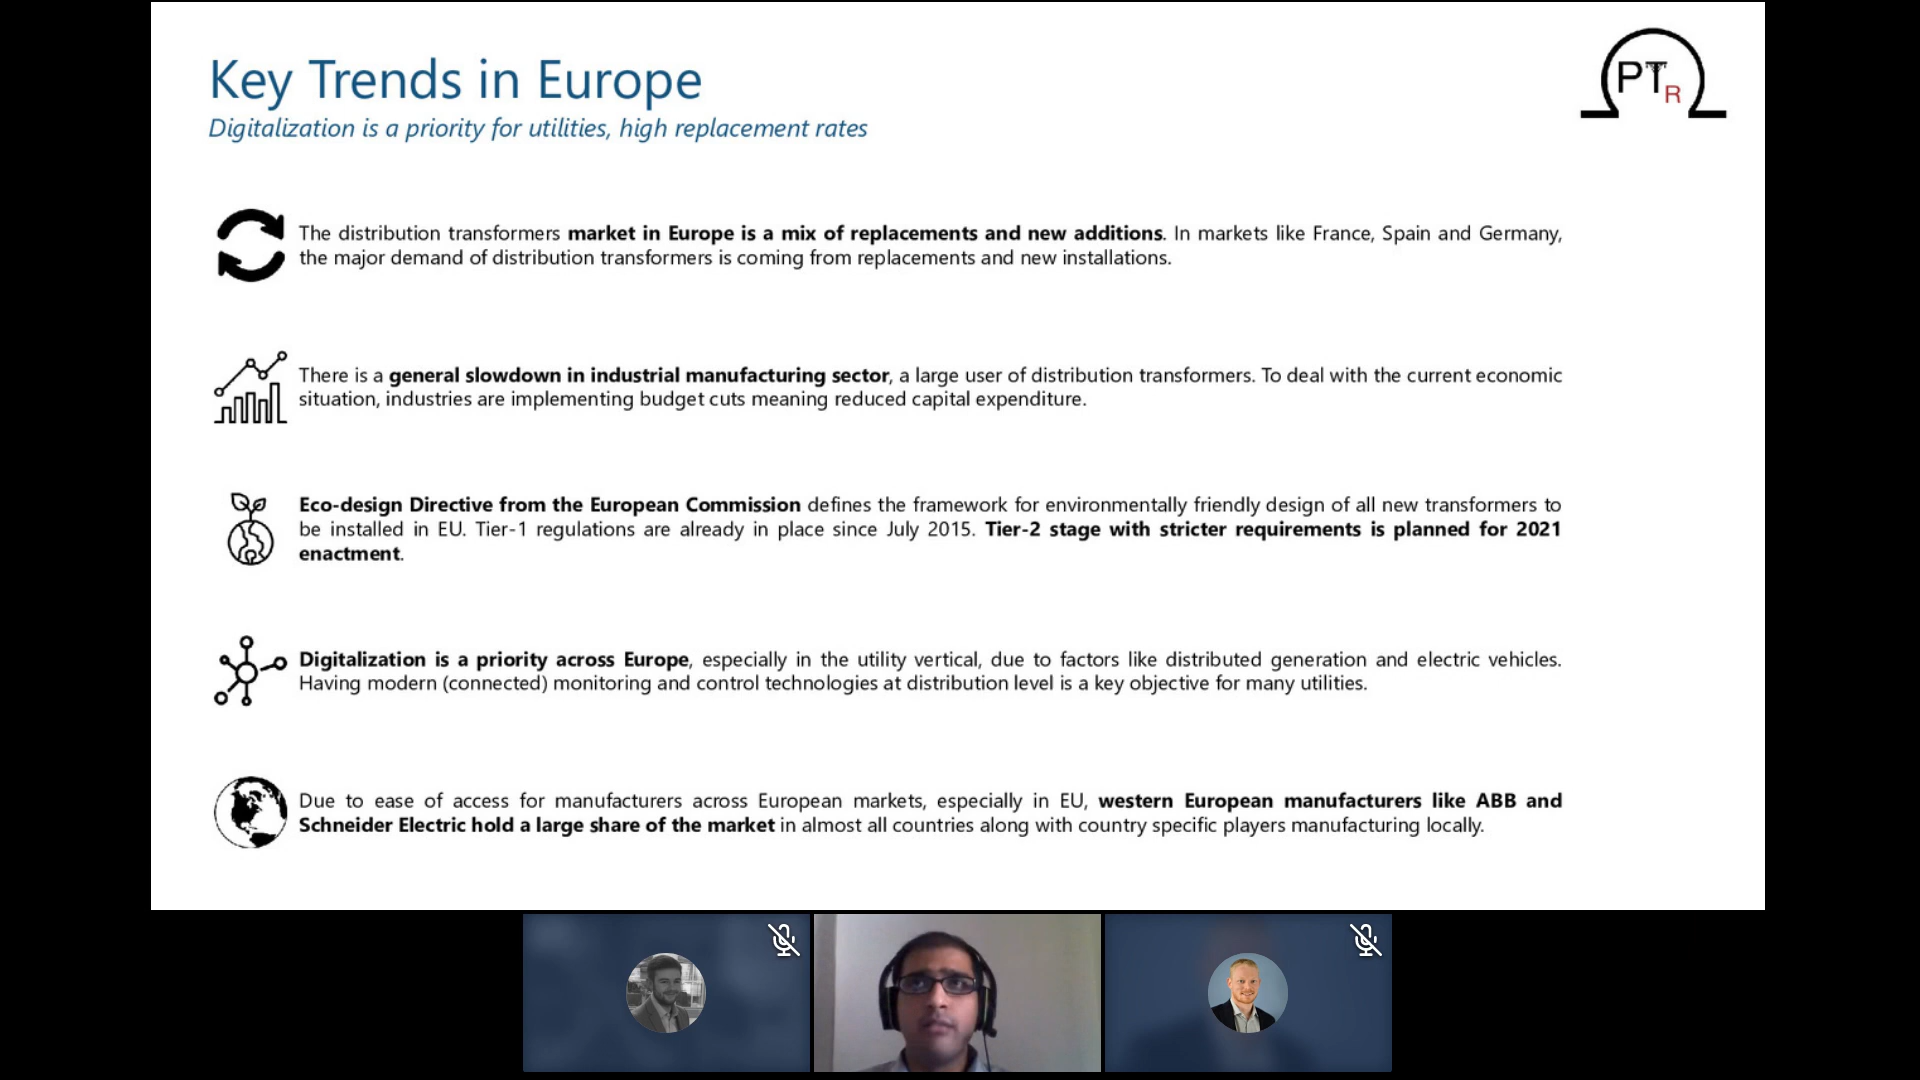 Key Trends in Europe
Digitalization is a priority for utilities, high replacement rates
PTR
The distribution transformers market in Europe is a mix of replacements and new additions. In markets like France, Spain and Germany,
the major demand of distribution transformers is coming from replacements and new installations.
There is a general slowdown in industrial manufacturing sector, a large user of distribution transformers. To deal with the current economic
situation, industries are implementing budget cuts meaning reduced capital expenditure.
Eco-design Directive from the European Commission defines the framework for environmentally friendly design of all new transformers to
be installed in EU. Tier-1 regulations are already in place since July 2015. Tier-2 stage with stricter requirements is planned for 2021
enactment.
Digitalization is a priority across Europe, especially in the utility vertical, due to factors like distributed generation and electric vehicles.
Having modern (connected) monitoring and control technologies at distribution level is a key objective for many utilities.
Due to ease of access for manufacturers across European markets, especially in EU, western European manufacturers like ABB and
Schneider Electric hold a large share of the market in almost all countries along with country specific players manufacturing locally.